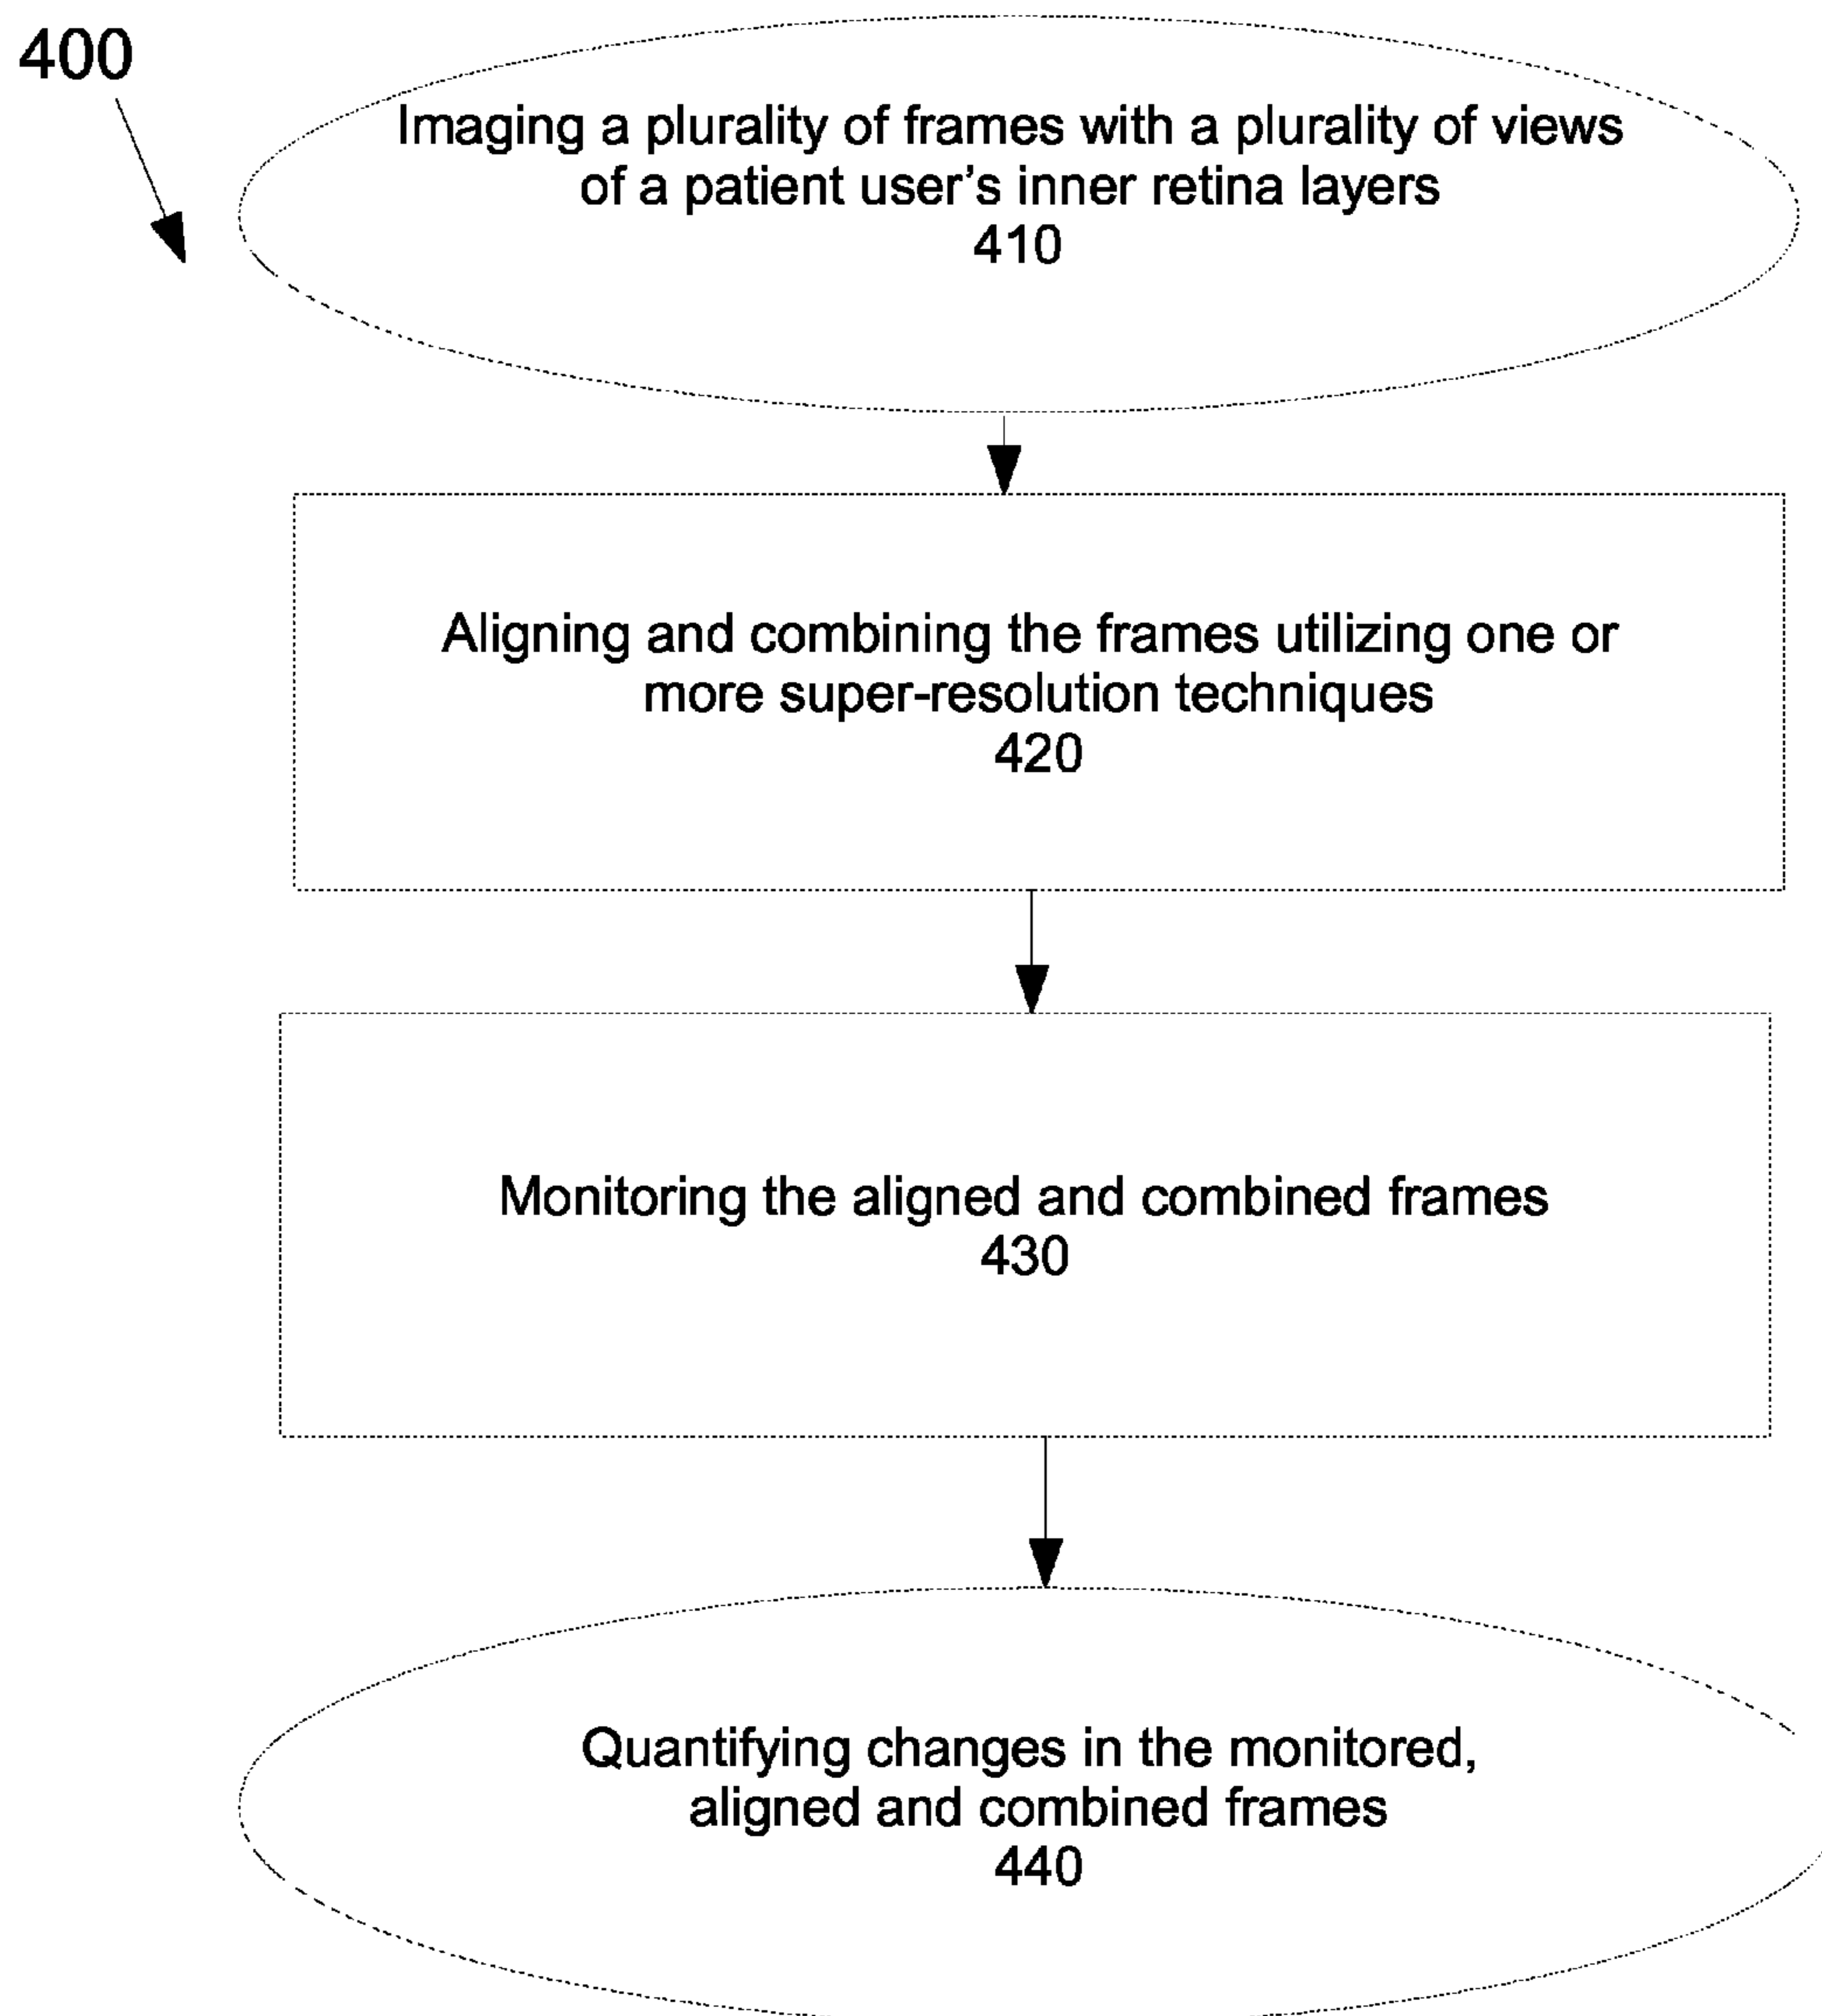 400
Imaging a plurality of frames with a plurality of views
of a patient user's inner retina layers
410
Aligning and combining the frames utilizing one or
more super-resolution techniques
420
Monitoring the aligned and combined frames
430
Quantifying changes in the monitored,
aligned and combined frames
440